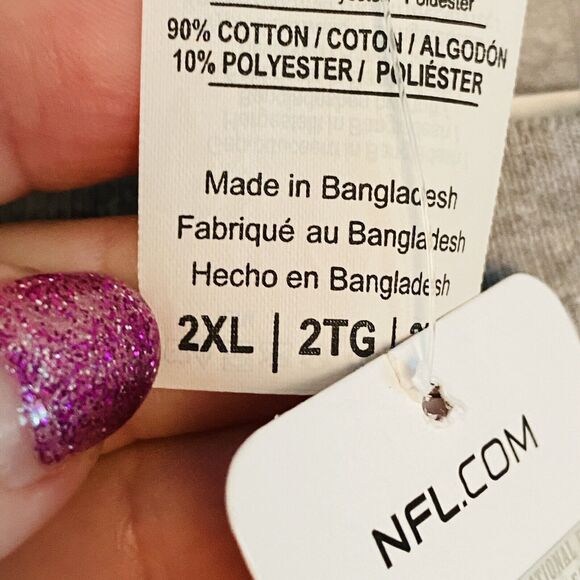 Polyester
90% COTTON / COTON / ALGODÓN
10% POLYESTER / POLIÉSTER
Made in Bangladesh
Fabriqué au Bangladesh
Hecho en Bangladesh
2XL | 2TG |
NFL.COM